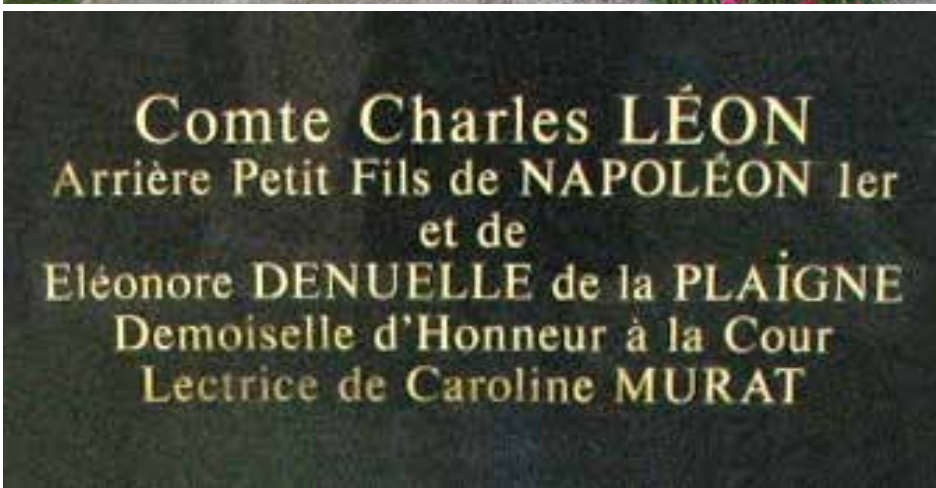 Comte Charles LÉON
Arrière Petit Fils de NAPOLÉON 1er
et de
Eléonore DENUELLE de la PLAİGNE
Demoiselle d'Honneur à la Cour
Lectrice de Caroline MURAT